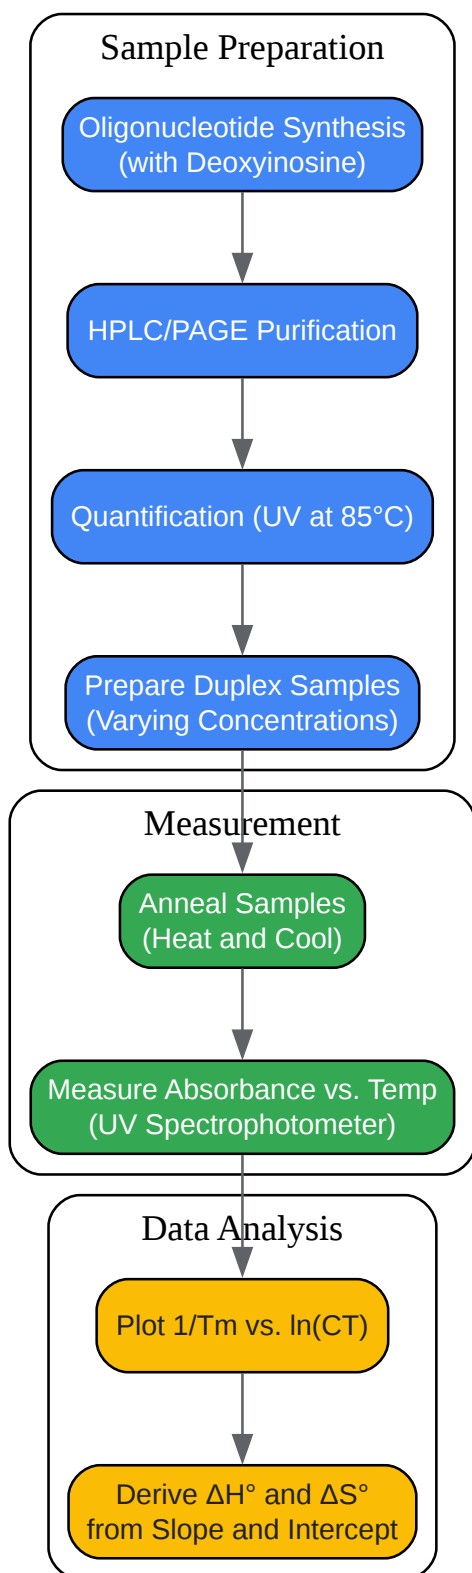 Sample Preparation
Oligonucleotide Synthesis
(with Deoxyinosine)
HPLC/PAGE Purification
Quantification (UV at 85°C)
Prepare Duplex Samples
(Varying Concentrations)
Measurement
Anneal Samples
(Heat and Cool)
Measure Absorbance vs. Temp
(UV Spectrophotometer)
Data Analysis
Plot 1/Tm vs. ln(CT)
Derive ΔH° and ΔS°
from Slope and Intercept